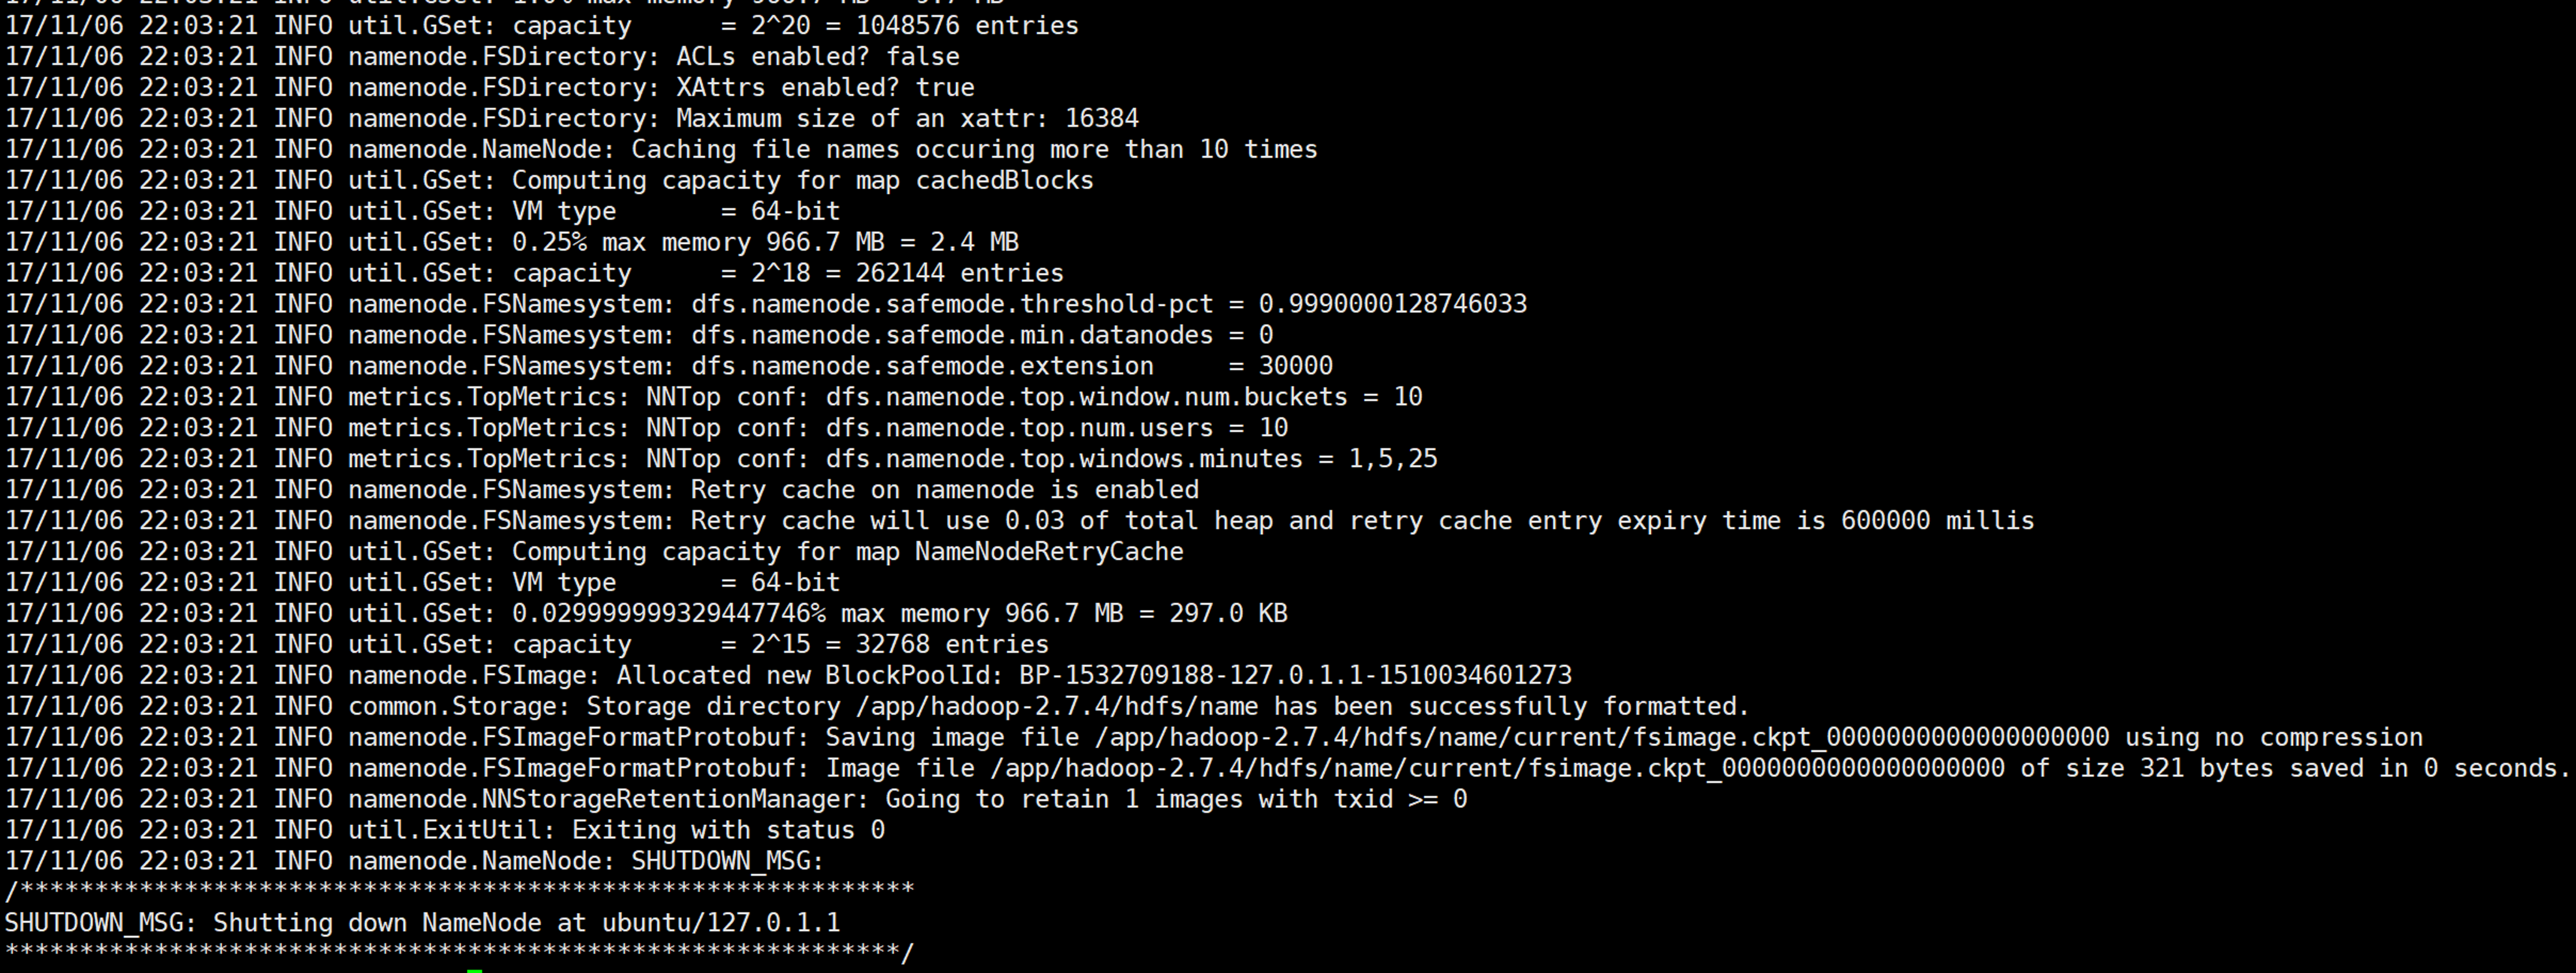 17/11/06 22:03:21 INFO util.GSet: 1.0% max memory 966.7 MB = 9.7 MB
17/11/06 22:03:21 INFO util.GSet: capacity      = 2^20 = 1048576 entries
17/11/06 22:03:21 INFO namenode.FSDirectory: ACLs enabled? false
17/11/06 22:03:21 INFO namenode.FSDirectory: XAttrs enabled? true
17/11/06 22:03:21 INFO namenode.FSDirectory: Maximum size of an xattr: 16384
17/11/06 22:03:21 INFO namenode.NameNode: Caching file names occuring more than 10 times
17/11/06 22:03:21 INFO util.GSet: Computing capacity for map cachedBlocks
17/11/06 22:03:21 INFO util.GSet: VM type       = 64-bit
17/11/06 22:03:21 INFO util.GSet: 0.25% max memory 966.7 MB = 2.4 MB
17/11/06 22:03:21 INFO util.GSet: capacity      = 2^18 = 262144 entries
17/11/06 22:03:21 INFO namenode.FSNamesystem: dfs.namenode.safemode.threshold-pct = 0.9990000128746033
17/11/06 22:03:21 INFO namenode.FSNamesystem: dfs.namenode.safemode.min.datanodes = 0
17/11/06 22:03:21 INFO namenode.FSNamesystem: dfs.namenode.safemode.extension     = 30000
17/11/06 22:03:21 INFO metrics.TopMetrics: NNTop conf: dfs.namenode.top.window.num.buckets = 10
17/11/06 22:03:21 INFO metrics.TopMetrics: NNTop conf: dfs.namenode.top.num.users = 10
17/11/06 22:03:21 INFO metrics.TopMetrics: NNTop conf: dfs.namenode.top.windows.minutes = 1,5,25
17/11/06 22:03:21 INFO namenode.FSNamesystem: Retry cache on namenode is enabled
17/11/06 22:03:21 INFO namenode.FSNamesystem: Retry cache will use 0.03 of total heap and retry cache entry expiry time is 600000 millis
17/11/06 22:03:21 INFO util.GSet: Computing capacity for map NameNodeRetryCache
17/11/06 22:03:21 INFO util.GSet: VM type       = 64-bit
17/11/06 22:03:21 INFO util.GSet: 0.029999999329447746% max memory 966.7 MB = 297.0 KB
17/11/06 22:03:21 INFO util.GSet: capacity      = 2^15 = 32768 entries
17/11/06 22:03:21 INFO namenode.FSImage: Allocated new BlockPoolId: BP-1532709188-127.0.1.1-1510034601273
17/11/06 22:03:21 INFO common.Storage: Storage directory /app/hadoop-2.7.4/hdfs/name has been successfully formatted.
17/11/06 22:03:21 INFO namenode.FSImageFormatProtobuf: Saving image file /app/hadoop-2.7.4/hdfs/name/current/fsimage.ckpt_0000000000000000000 using no compression
17/11/06 22:03:21 INFO namenode.FSImageFormatProtobuf: Image file /app/hadoop-2.7.4/hdfs/name/current/fsimage.ckpt_0000000000000000000 of size 321 bytes saved in 0 seconds.
17/11/06 22:03:21 INFO namenode.NNStorageRetentionManager: Going to retain 1 images with txid >= 0
17/11/06 22:03:21 INFO util.ExitUtil: Exiting with status 0
17/11/06 22:03:21 INFO namenode.NameNode: SHUTDOWN_MSG:
/************************************************************
SHUTDOWN_MSG: Shutting down NameNode at ubuntu/127.0.1.1
************************************************************/